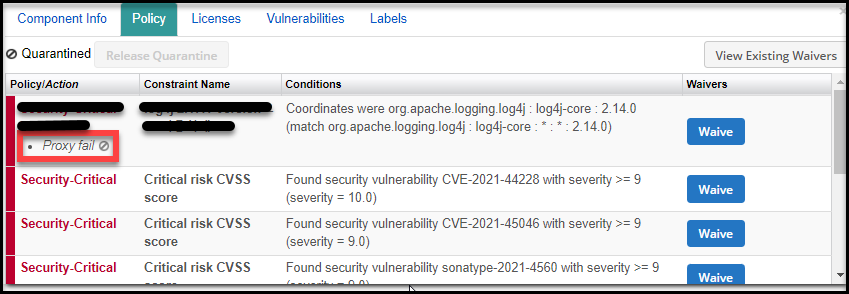 Component Info Policy Licenses Vulnerabilities Labels
Quarantined Release Quarantine View Existing Waivers
Policy/Action Constraint Name Conditions Waivers
Coordinates were org.apache.logging.log4j : log4j-core : 2.14.0
(match org.apache.logging.log4j : log4j-core : * : * : 2.14.0)
Waive
• Proxy fail
Security-Critical Critical risk CVSS Found security vulnerability CVE-2021-44228 with severity >= 9
score (severity = 10.0)
Waive
Security-Critical Critical risk CVSS Found security vulnerability CVE-2021-45046 with severity >= 9
score (severity = 9.0)
Waive
Security-Critical Critical risk CVSS Found security vulnerability sonatype-2021-4560 with severity >= 9
score (severity = 9.0)
Waive